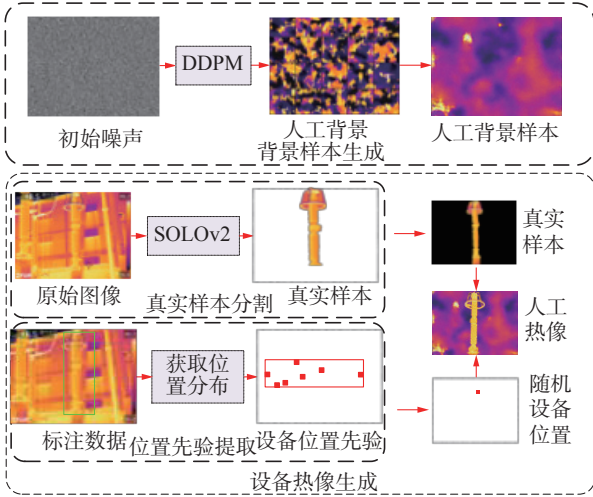 DDPM
初始噪声
人工背景
人工背景样本
背景样本生成
SOLOv2
原始图像
真实样本
真实样本分割
真实
样本
人工
热像
获取位
置分布
标注数据
设备位置先验
位置先验提取
随机
设备
位置
设备热像生成